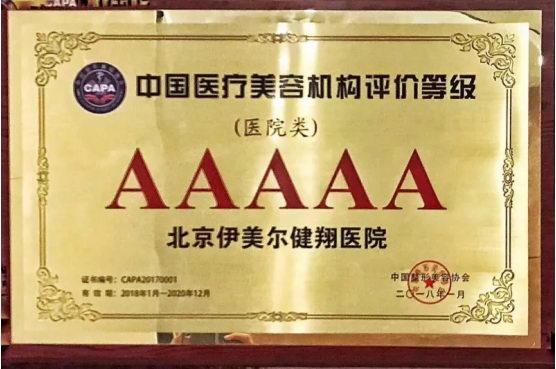 CAPA
中国医疗美容机构评价等级
(医院类)
AAAAA
北京伊美尔健翔医院
证书编号：CAPA20170001
有 效 期：2018年1月—2020年12月
中国整形美容协会
二〇一八年一月